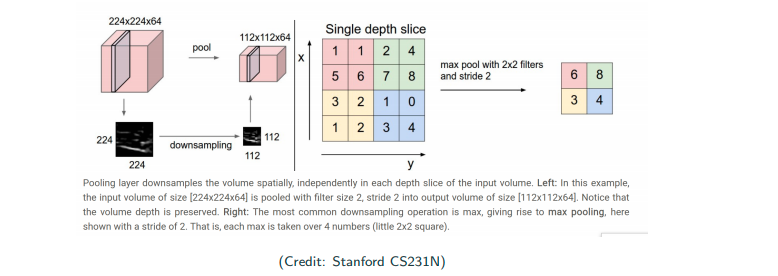 224x224x64
pool
112x112x64
224
224
downsampling
112
112
Single depth slice
x
1 1 2 4
5 6 7 8
3 2 1 0
1 2 3 4
y
max pool with 2x2 filters
and stride 2
6 8
3 4
Pooling layer downsamples the volume spatially, independently in each depth slice of the input volume. Left: In this example,
the input volume of size [224x224x64] is pooled with filter size 2, stride 2 into output volume of size [112x112x64]. Notice that
the volume depth is preserved. Right: The most common downsampling operation is max, giving rise to max pooling, here
shown with a stride of 2. That is, each max is taken over 4 numbers (little 2x2 square).
(Credit: Stanford CS231N)